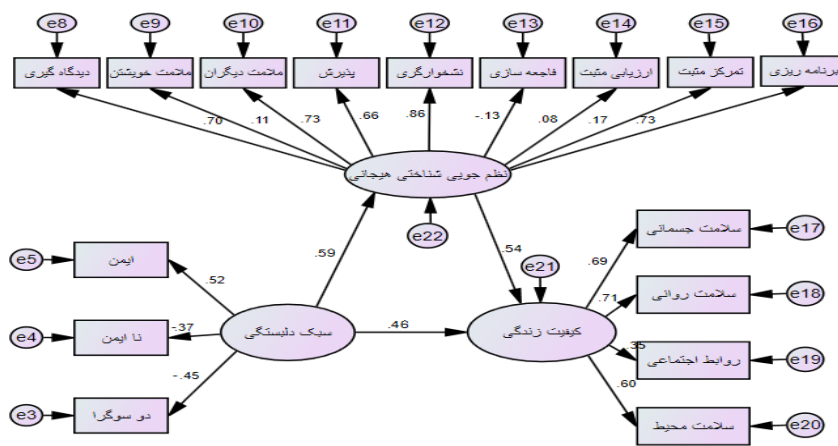 e8 e9 e10 e11 e12 e13 e14 e15 e16
دیدگاه گیری
ملامت خویشتن
ملامت دیگران
پذیرش
نشخوارگری
فاجعه سازی
ارزیابی مثبت
تمرکز مثبت
برنامه ریزی
.70 .11 .73 .66 .86 -.13 .08 .17 .73
نظم جویی شناختی هیجانی
e22
.59
.54
e21
e5
ایمن
.52
e4
نا ایمن
-.37
e3
دو سوگرا
-.45
سبک دلبستگی
.46
کیفیت زندگی
.69
سلامت جسمانی
e17
.71
سلامت روانی
e18
.35
روابط اجتماعی
e19
.60
سلامت محیط
e20